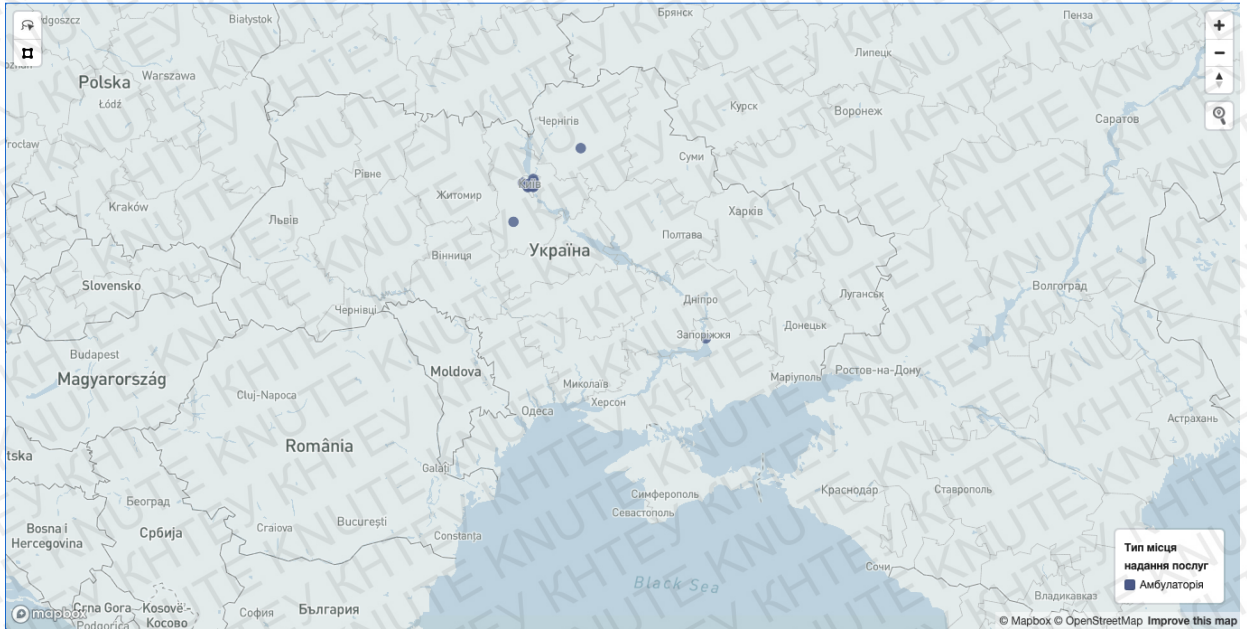 Białystok
Брянск
Пенза
Warszawa
Polska
Łódź
Липецк
Чернігів
Курск
Воронеж
Саратов
Суми
Рівне
Київ
Житомир
Kraków
Львів
Харків
Полтава
Україна
Вінниця
Slovensko
Волгоград
Луганськ
Дніпро
Чернівці
Запоріжжя
Донецьк
Budapest
Magyarország
Moldova
Ростов-на-Дону
Маріуполь
Миколаїв
Cluj-Napoca
Херсон
Одеса
Астрахань
România
tska
Galați
Краснодар
Ставрополь
Симферополь
Београд
Севастополь
București
Bosna i
Hercegovina
Србија
Craiova
Constanța
Тип місця
надання послуг
Амбулаторія
Сочи
Black Sea
Владикавказ
Crna Gora
Kosovë -
Косово
България
София
Podgorica
mapbox
© Mapbox © OpenStreetMap Improve this map
KNUTE KHTEY